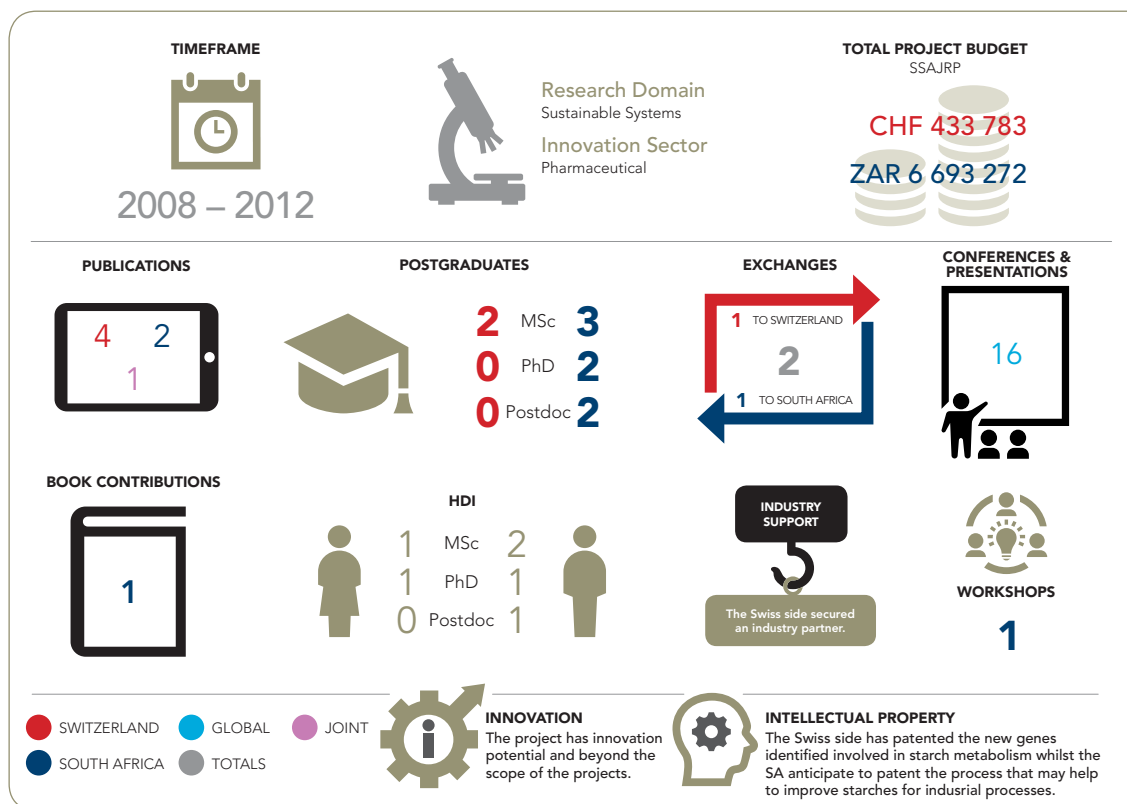 TIMEFRAME
2008 – 2012
Research Domain
Sustainable Systems
Innovation Sector
Pharmaceutical
TOTAL PROJECT BUDGET
SSAJRP
CHF 433 783
ZAR 6 693 272
PUBLICATIONS
4 2
1
POSTGRADUATES
2 MSc 3
0 PhD 2
0 Postdoc 2
EXCHANGES
1 TO SWITZERLAND
2
1 TO SOUTH AFRICA
CONFERENCES &
PRESENTATIONS
16
BOOK CONTRIBUTIONS
1
HDI
1 MSc 2
1 PhD 1
0 Postdoc 1
INDUSTRY
SUPPORT
The Swiss side secured
an industry partner.
WORKSHOPS
1
SWITZERLAND GLOBAL JOINT
SOUTH AFRICA TOTALS
i
INNOVATION
The project has innovation
potential and beyond the
scope of the projects.
INTELLECTUAL PROPERTY
The Swiss side has patented the new genes
identified involved in starch metabolism whilst the
SA anticipate to patent the process that may help
to improve starches for indusrial processes.